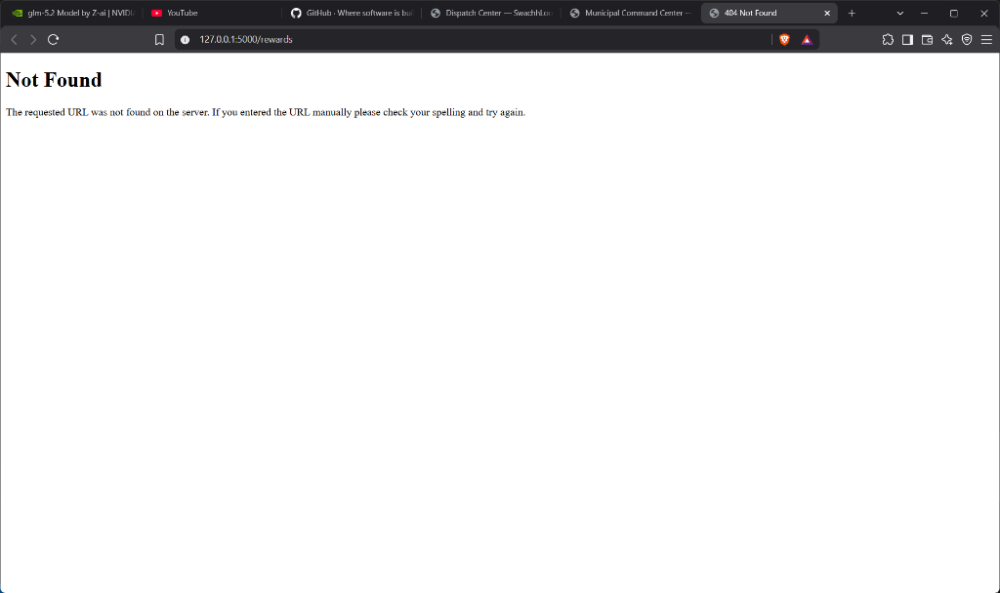 glm-5.2 Model by Z-ai | NVIDI
YouTube
GitHub · Where software is bui
Dispatch Center — SwachhLoo
Municipal Command Center —
404 Not Found
127.0.0.1:5000/rewards
Not Found
The requested URL was not found on the server. If you entered the URL manually please check your spelling and try again.